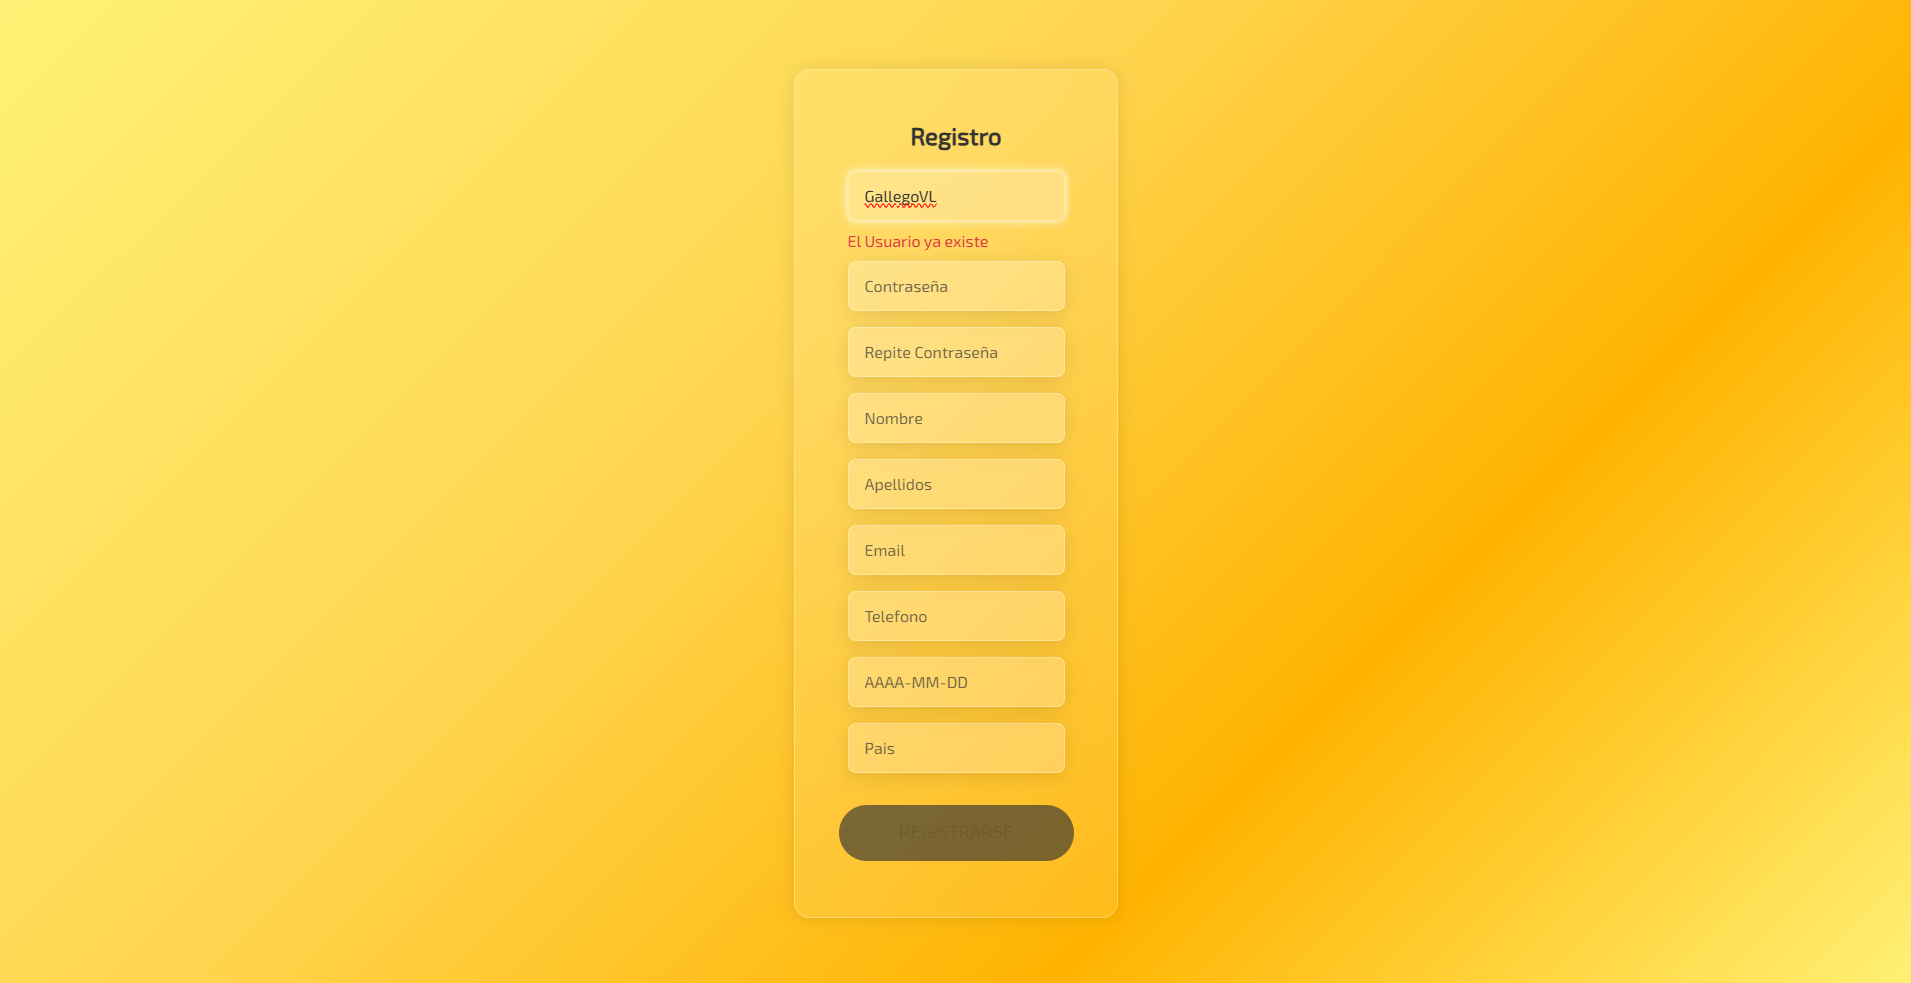 Registro
GallegoVL
El Usuario ya existe
Contraseña
Repite Contraseña
Nombre
Apellidos
Email
Telefono
AAAA-MM-DD
Pais
REGISTRARSE